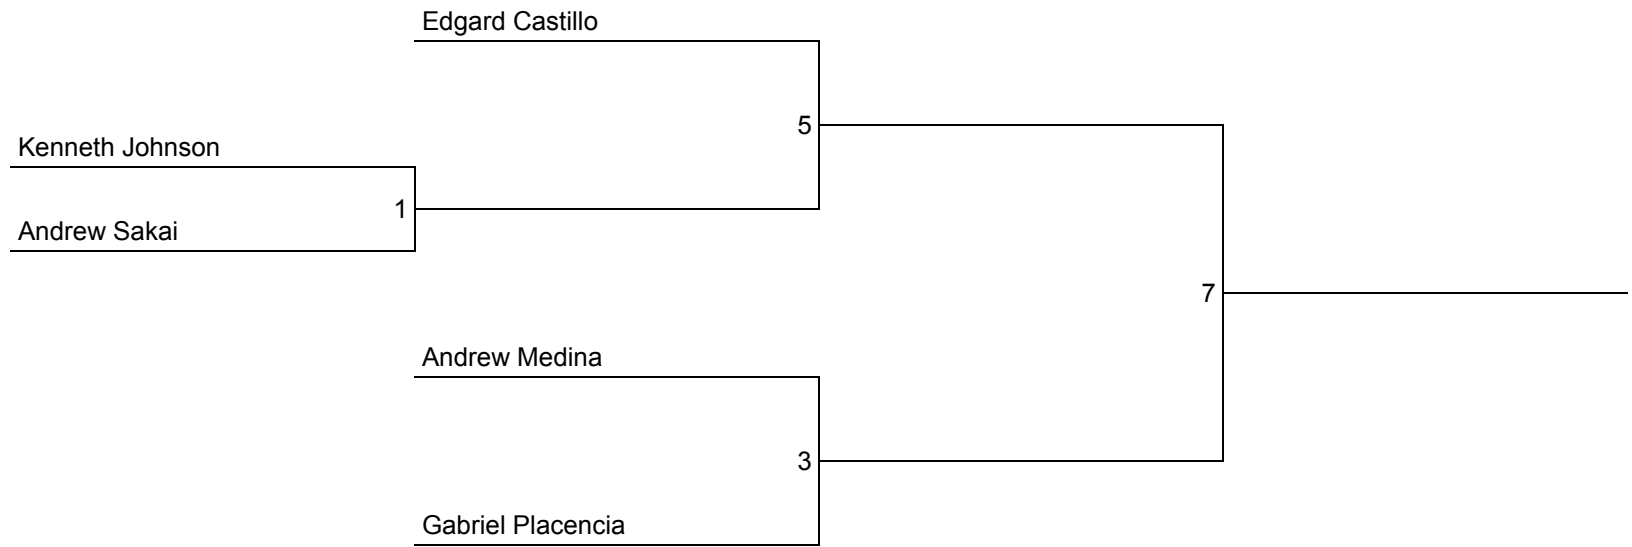 Edgard Castillo
5
Kenneth Johnson
1
Andrew Sakai
7
Andrew Medina
3
Gabriel Placencia